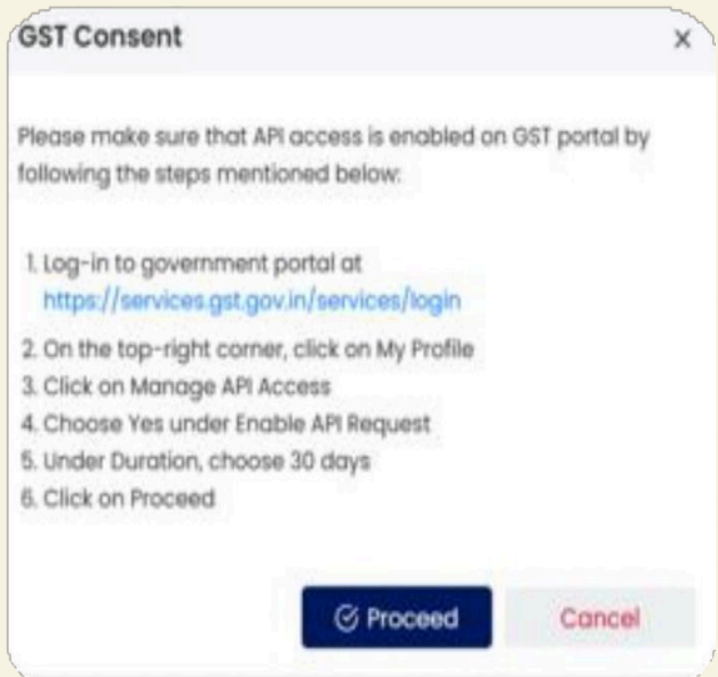 GST Consent
X
Please make sure that API access is enabled on GST portal by
following the steps mentioned below:
1. Log-in to government portal at
https://services.gst.gov.in/services/login
2. On the top-right corner, click on My Profile
3. Click on Manage API Access
4. Choose Yes under Enable API Request
5. Under Duration, choose 30 days
6. Click on Proceed
Proceed
Cancel